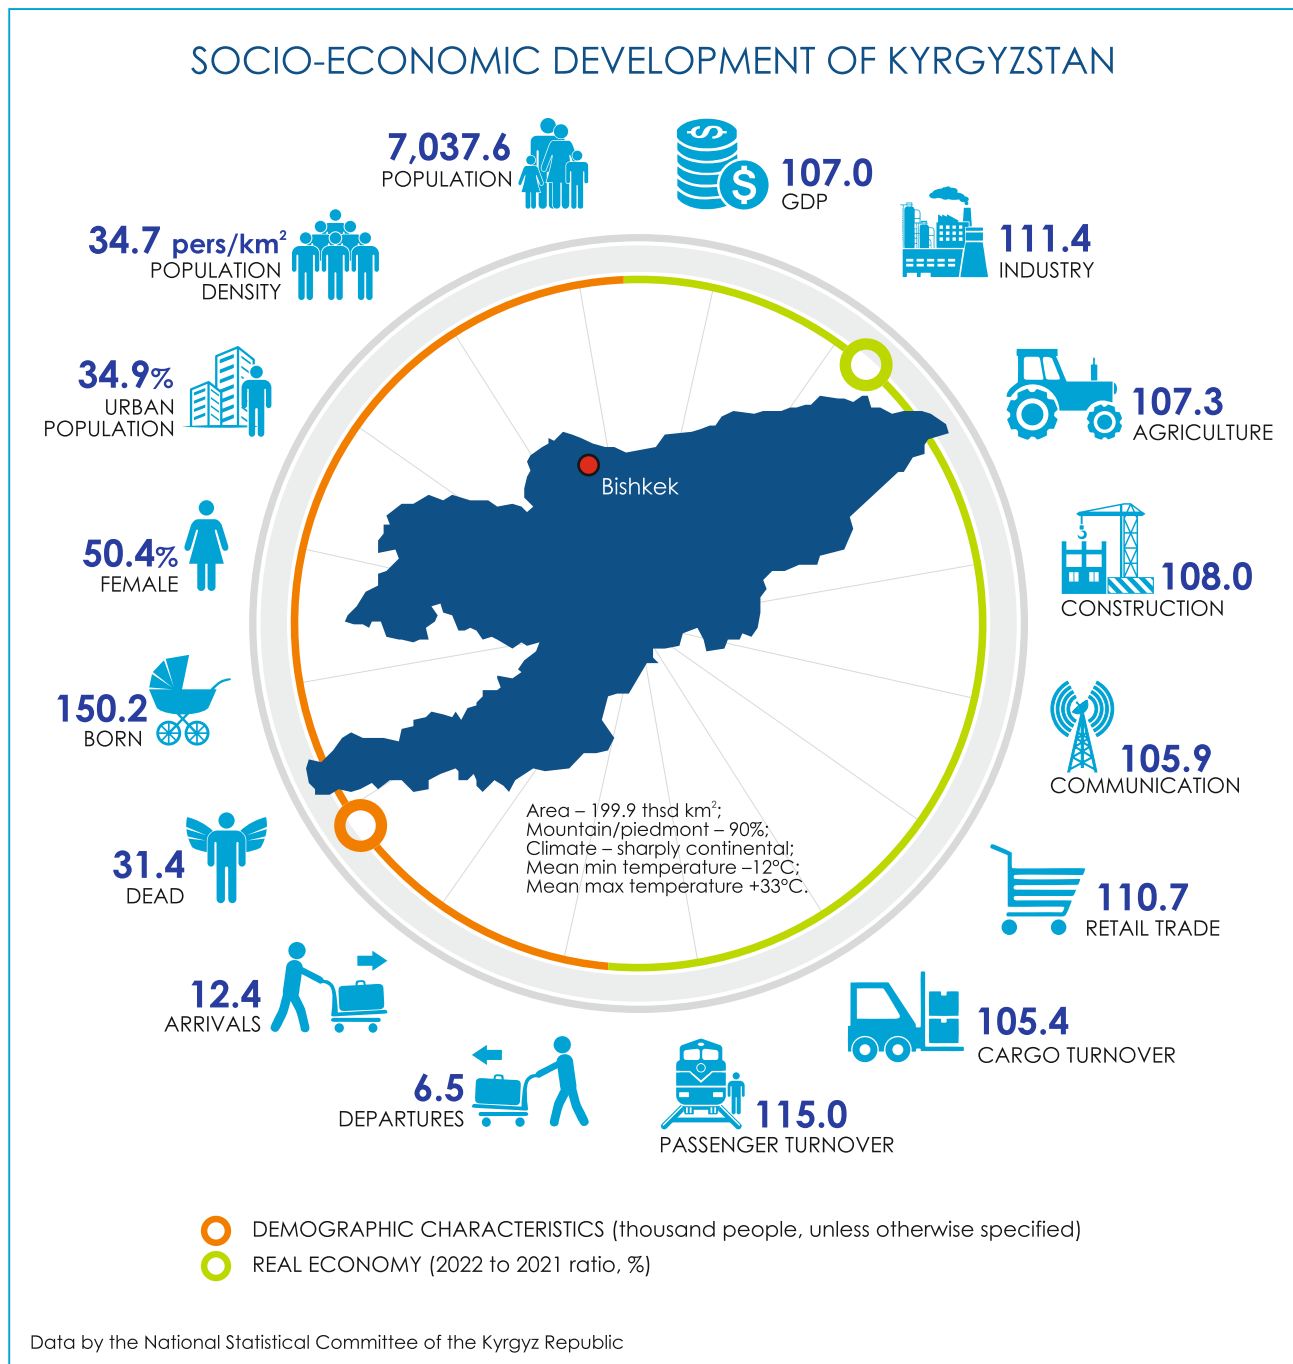 SOCIO-ECONOMIC DEVELOPMENT OF KYRGYZSTAN
7,037.6
POPULATION
107.0
GDP
34.7 pers/km²
POPULATION
DENSITY
111.4
INDUSTRY
34.9%
URBAN
POPULATION
107.3
AGRICULTURE
Bishkek
50.4%
FEMALE
108.0
CONSTRUCTION
150.2
BORN
105.9
COMMUNICATION
Area – 199.9 thsd km²;
Mountain/piedmont – 90%;
Climate – sharply continental;
Mean min temperature –12°C;
Mean max temperature +33°C.
31.4
DEAD
110.7
RETAIL TRADE
12.4
ARRIVALS
105.4
CARGO TURNOVER
6.5
DEPARTURES
115.0
PASSENGER TURNOVER
DEMOGRAPHIC CHARACTERISTICS (thousand people, unless otherwise specified)
REAL ECONOMY (2022 to 2021 ratio, %)
Data by the National Statistical Committee of the Kyrgyz Republic